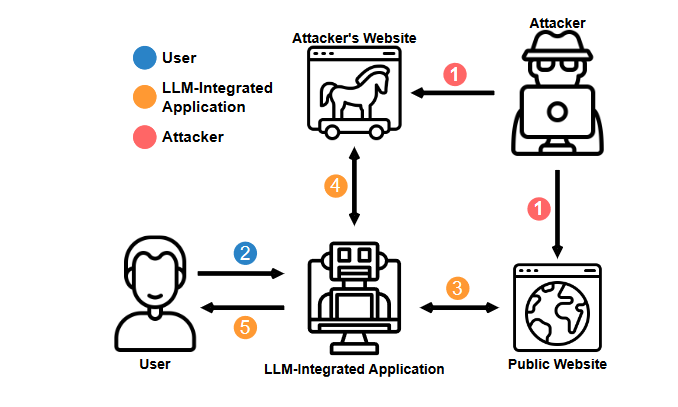 Attacker's Website
Attacker
User
LLM-Integrated
Application
Attacker
1
1
4
2
3
5
User
LLM-Integrated Application
Public Website